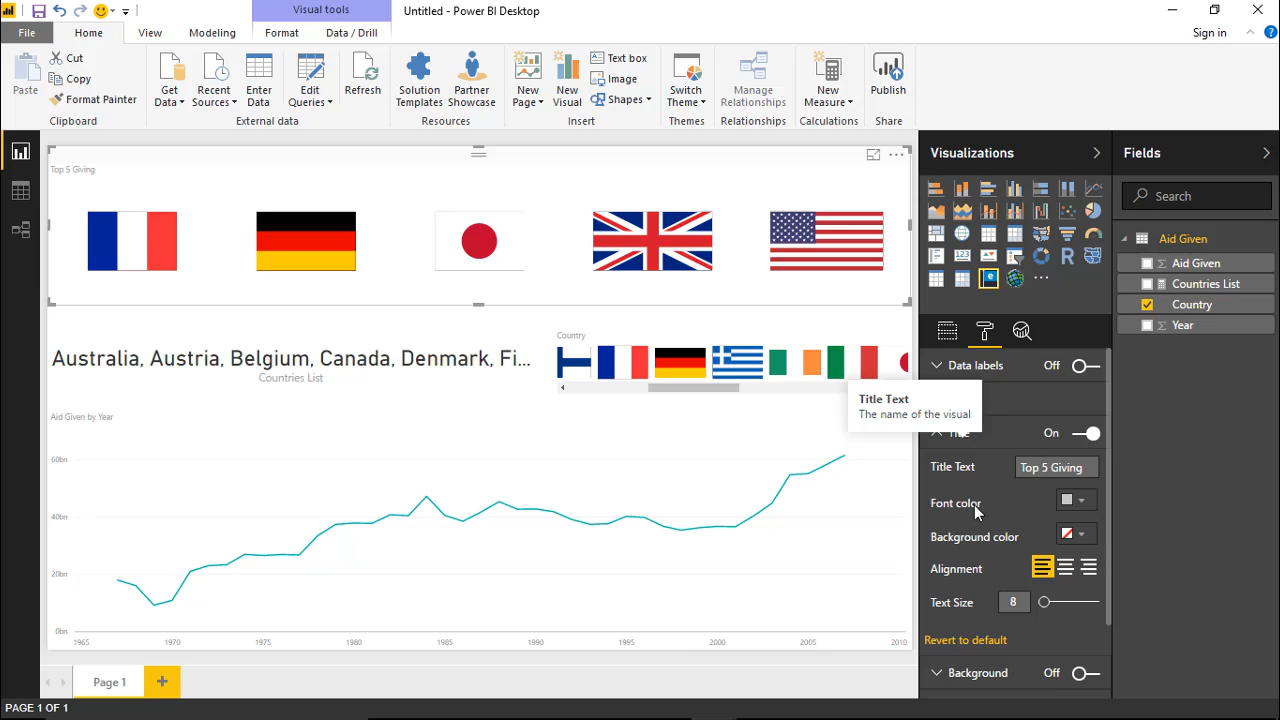 Visual tools
Untitled - Power BI Desktop
File
Home
View
Modeling
Format
Data / Drill
Sign in
Paste
Cut
Copy
Format Painter
Clipboard
Get Data
Recent Sources
Enter Data
Edit Queries
Refresh
External data
Solution Templates
Partner Showcase
Resources
New Page
New Visual
Text box
Image
Shapes
Insert
Switch Theme
Themes
Manage Relationships
Relationships
New Measure
Calculations
Publish
Share
Top 5 Giving
Australia, Austria, Belgium, Canada, Denmark, Fi...
Countries List
Country
Aid Given by Year
60bn
40bn
20bn
0bn
1965
1970
1975
1980
1985
1990
1995
2000
2005
2010
Page 1
PAGE 1 OF 1
Visualizations
Data labels
Off
Title Text
The name of the visual
On
Title Text
Top 5 Giving
Font color
Background color
Alignment
Text Size
8
Revert to default
Background
Off
Fields
Search
Aid Given
Aid Given
Countries List
Country
Year